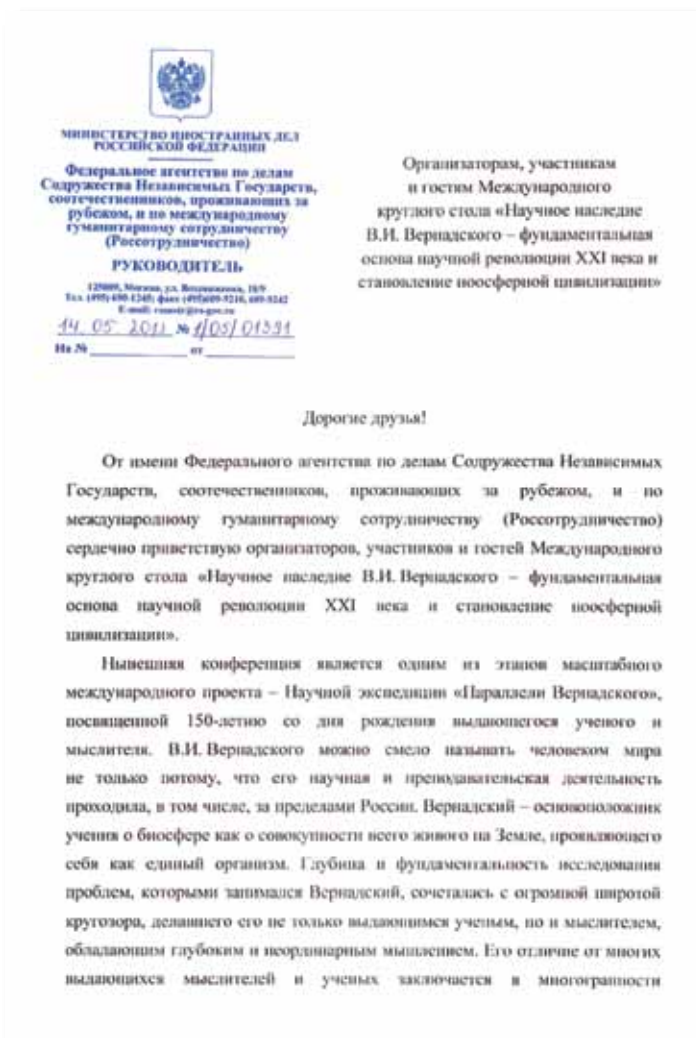 МИНИСТЕРСТВО ИНОСТРАННЫХ ДЕЛ
РОССИЙСКОЙ ФЕДЕРАЦИИ
Федеральное агентство по делам
Содружества Независимых Государств,
соотечественников, проживающих за
рубежом, и по международному
гуманитарному сотрудничеству
(Россотрудничество)
РУКОВОДИТЕЛЬ
Москва, ул. Воздвиженка, 18/9
E-mail:
14. 05. № 1/05/01391
На № от
Организаторам, участникам
и гостям Международного
круглого стола «Научное наследие
В.И. Вернадского – фундаментальная
основа научной революции XXI века и
становление ноосферной цивилизации»
Дорогие друзья!
От имени Федерального агентства по делам Содружества Независимых
Государств, соотечественников, проживающих за рубежом, и по
международному гуманитарному сотрудничеству (Россотрудничество)
сердечно приветствую организаторов, участников и гостей Международного
круглого стола «Научное наследие В.И. Вернадского – фундаментальная
основа научной революции XXI века и становление ноосферной
цивилизации».
Нынешняя конференция является одним из этапов масштабного
международного проекта – Научной экспедиции «Параллели Вернадского»,
посвященной 150-летию со дня рождения выдающегося ученого и
мыслителя. В.И. Вернадского можно смело называть человеком мира
не только потому, что его научная и преподавательская деятельность
проходила, в том числе, за пределами России. Вернадский – основоположник
учения о биосфере как о совокупности всего живого на Земле, проявляющего
себя как единый организм. Глубина и фундаментальность исследования
проблем, которыми занимался Вернадский, сочеталась с огромной широтой
кругозора, делавшего его не только выдающимся ученым, но и мыслителем,
обладающим глубоким и неординарным мышлением. Его отличие от многих
выдающихся мыслителей и ученых заключается в многогранности